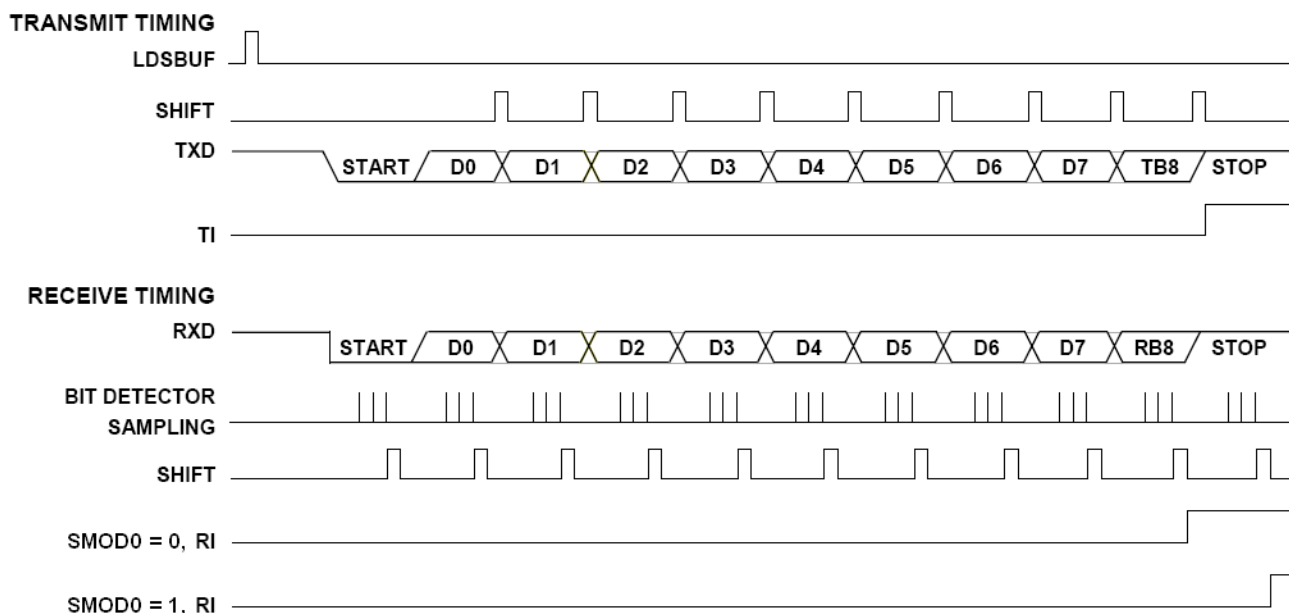 TRANSMIT TIMING
LDSBUF
SHIFT
TXD START D0 D1 D2 D3 D4 D5 D6 D7 TB8 STOP
TI
RECEIVE TIMING
RXD START D0 D1 D2 D3 D4 D5 D6 D7 RB8 STOP
BIT DETECTOR
SAMPLING
SHIFT
SMOD0 = 0, RI
SMOD0 = 1, RI